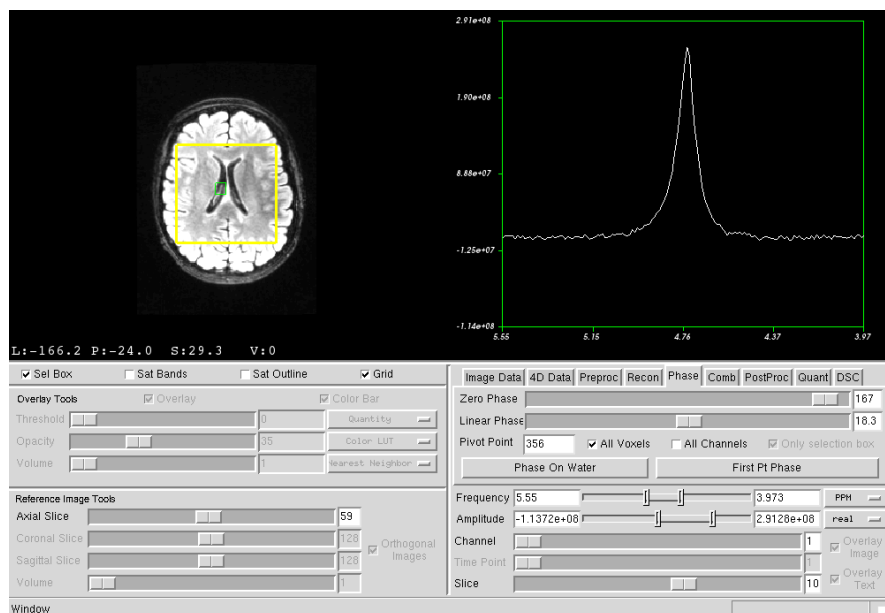 2.91e+08
1.90e+08
8.88e+07
-1.25e+07
-1.14e+08
5.55 5.15 4.76 4.37 3.97
L:-166.2 P:-24.0 S:29.3 V:0
Sel Box Sat Bands Sat Outline Grid
Overlay Tools Overlay Color Bar
Threshold 0 Quantity
Opacity 35 Color LUT
Volume 1 Nearest Neighbor
Reference Image Tools
Axial Slice 59
Coronal Slice 128
Sagittal Slice 128
Orthogonal
Images
Volume 1
Image Data 4D Data Preproc Recon Phase Comb PostProc Quant DSC
Zero Phase 167
Linear Phase 18.3
Pivot Point 356 All Voxels All Channels Only selection box
Phase On Water First Pt Phase
Frequency 5.55 3.973 PPM
Amplitude -1.1372e+08 2.9128e+08 real
Channel 1
Overlay
Image
Time Point 1
Slice 10
Overlay
Text
Window